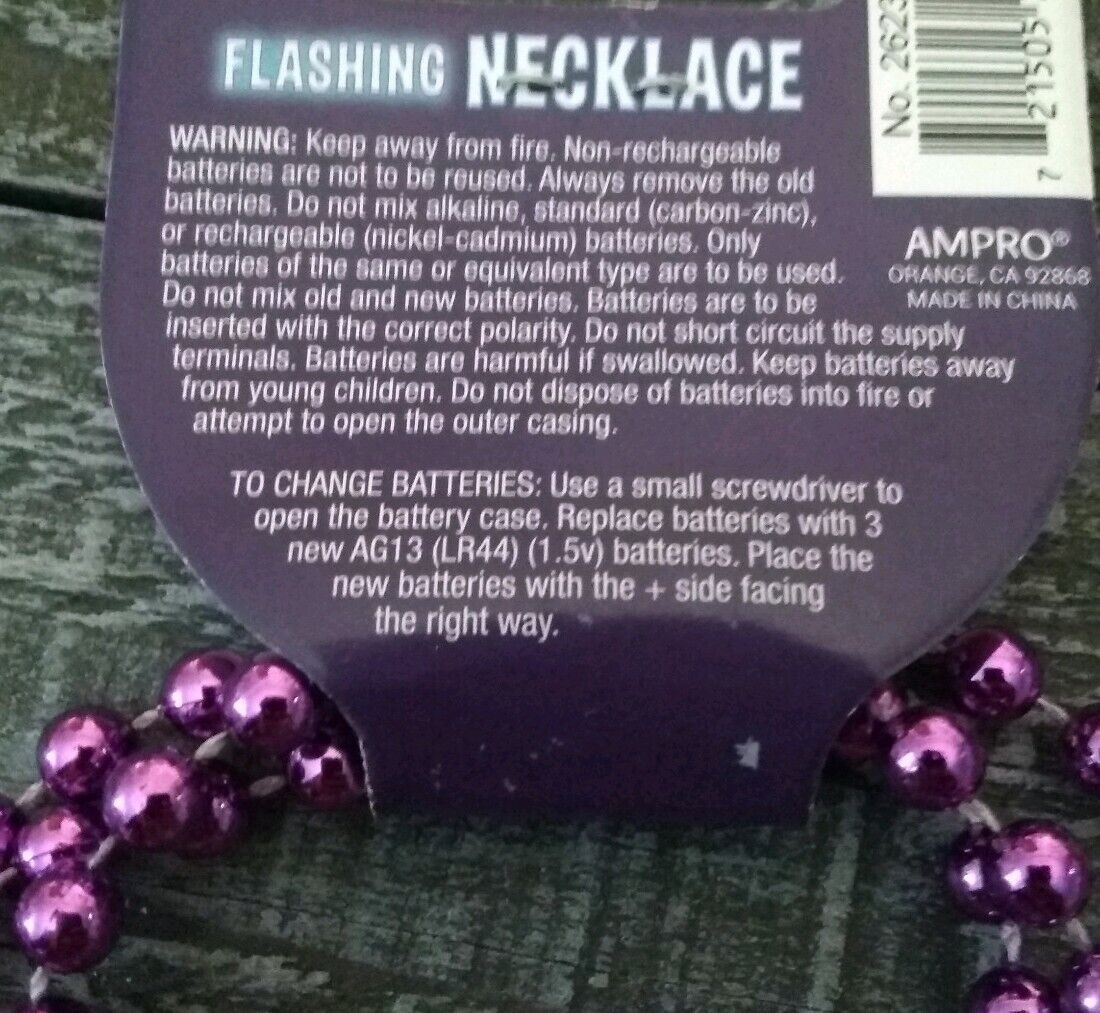 FLASHING NECKLACE
WARNING: Keep away from fire. Non-rechargeable
batteries are not to be reused. Always remove the old
batteries. Do not mix alkaline, standard (carbon-zinc),
or rechargeable (nickel-cadmium) batteries. Only
batteries of the same or equivalent type are to be used.
Do not mix old and new batteries. Batteries are to be
inserted with the correct polarity. Do not short circuit the supply
terminals. Batteries are harmful if swallowed. Keep batteries away
from young children. Do not dispose of batteries into fire or
attempt to open the outer casing.
TO CHANGE BATTERIES: Use a small screwdriver to
open the battery case. Replace batteries with 3
new AG13 (LR44) (1.5v) batteries. Place the
new batteries with the + side facing
the right way.
No. 2623
7 21505
AMPRO®
ORANGE, CA 92868
MADE IN CHINA